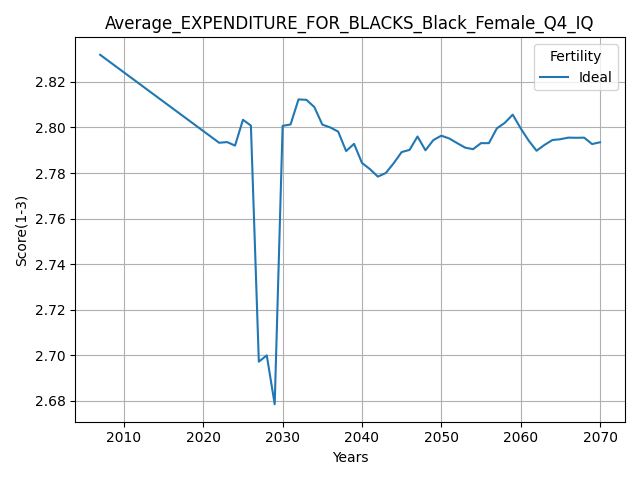 Average_EXPENDITURE_FOR_BLACKS_Black_Female_Q4_IQ
Fertility
Ideal
Score(1-3)
2.82
2.80
2.78
2.76
2.74
2.72
2.70
2.68
2010 2020 2030 2040 2050 2060 2070
Years